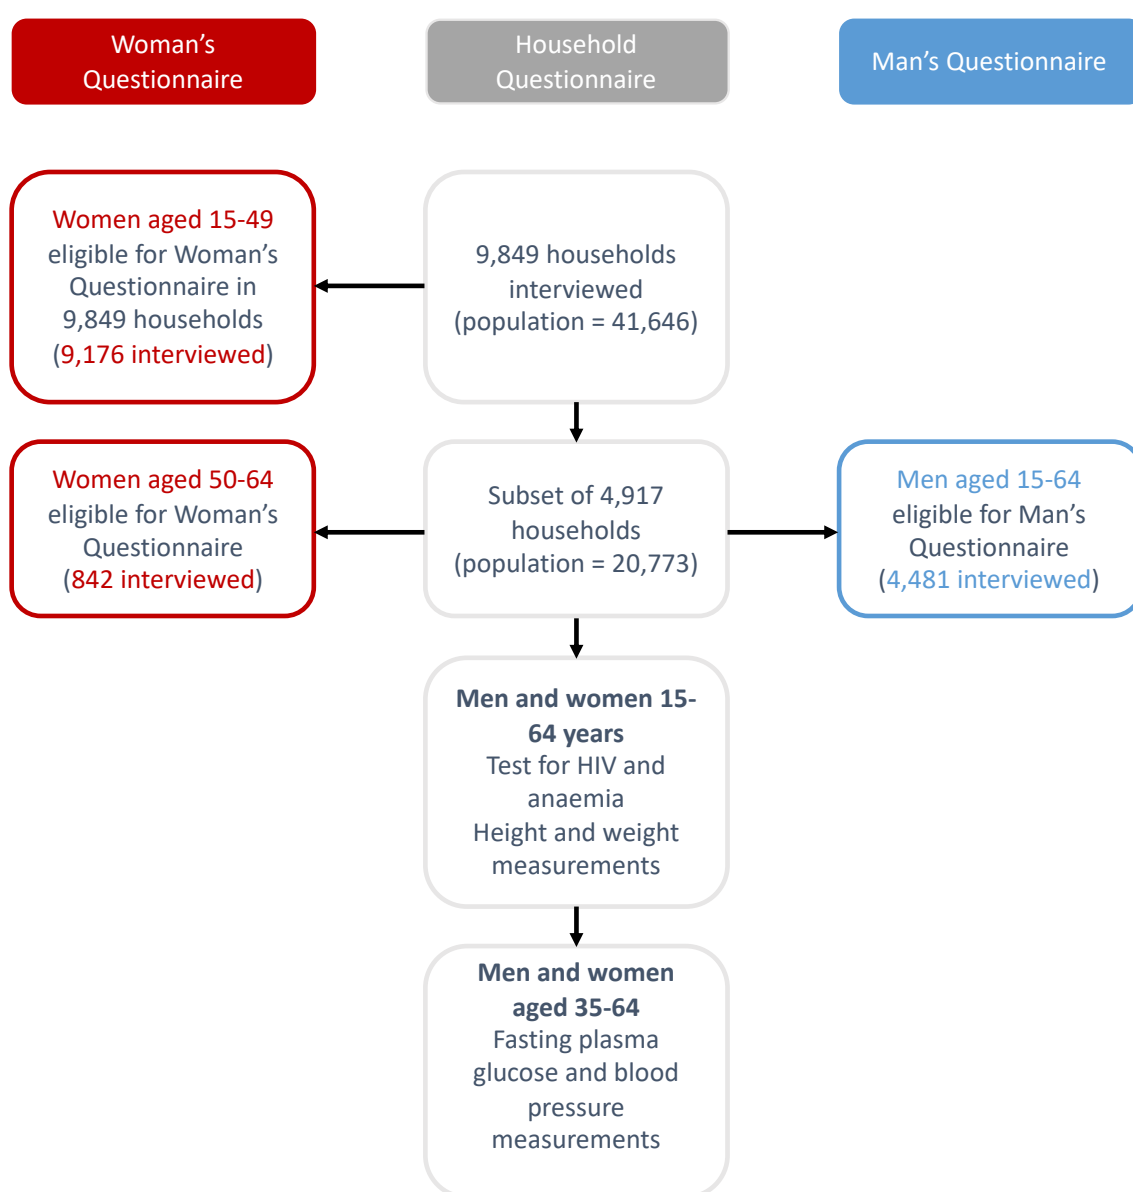 Woman's
Questionnaire
Household
Questionnaire
Man's Questionnaire
Women aged 15-49
eligible for Woman's
Questionnaire in
9,849 households
(9,176 interviewed)
9,849 households
interviewed
(population = 41,646)
Women aged 50-64
eligible for Woman's
Questionnaire
(842 interviewed)
Subset of 4,917
households
(population = 20,773)
Men aged 15-64
eligible for Man's
Questionnaire
(4,481 interviewed)
Men and women 15-
64 years
Test for HIV and
anaemia
Height and weight
measurements
Men and women
aged 35-64
Fasting plasma
glucose and blood
pressure
measurements